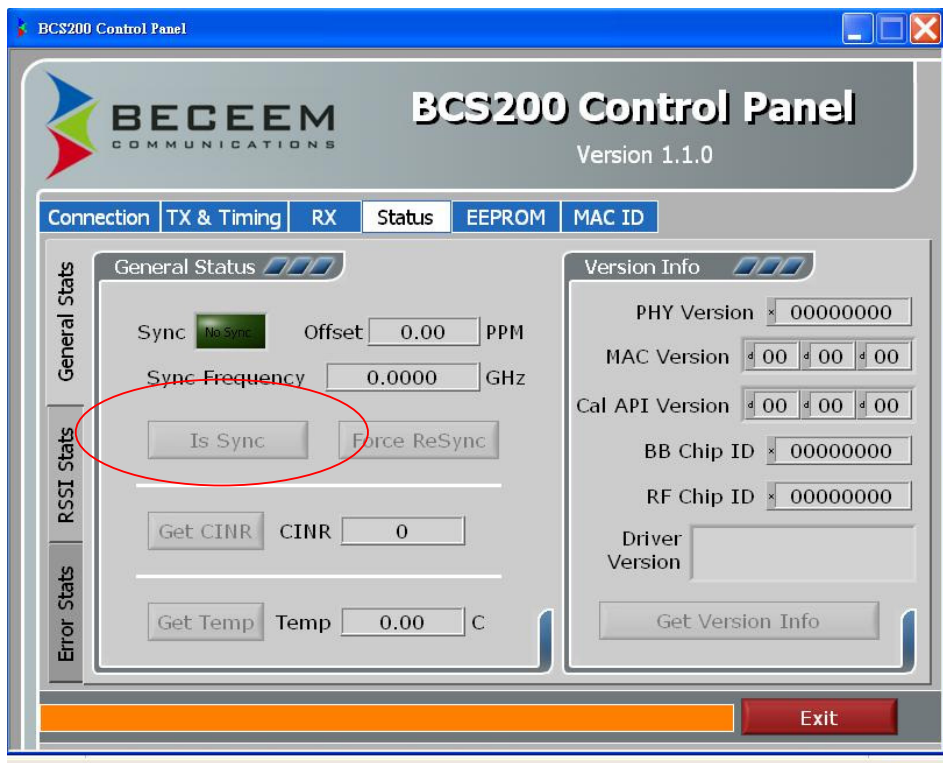 BCS200 Control Panel
BECEEM
COMMUNICATIONS
BCS200 Control Panel
Version 1.1.0
Connection TX & Timing RX Status EEPROM MAC ID
General Stats
RSSI Stats
Error Stats
General Status
Sync No Sync Offset 0.00 PPM
Sync Frequency 0.0000 GHz
Is Sync Force ReSync
Get CINR CINR 0
Get Temp Temp 0.00 C
Version Info
PHY Version x 00000000
MAC Version d 00 d 00 d 00
Cal API Version d 00 d 00 d 00
BB Chip ID x 00000000
RF Chip ID x 00000000
Driver
Version
Get Version Info
Exit